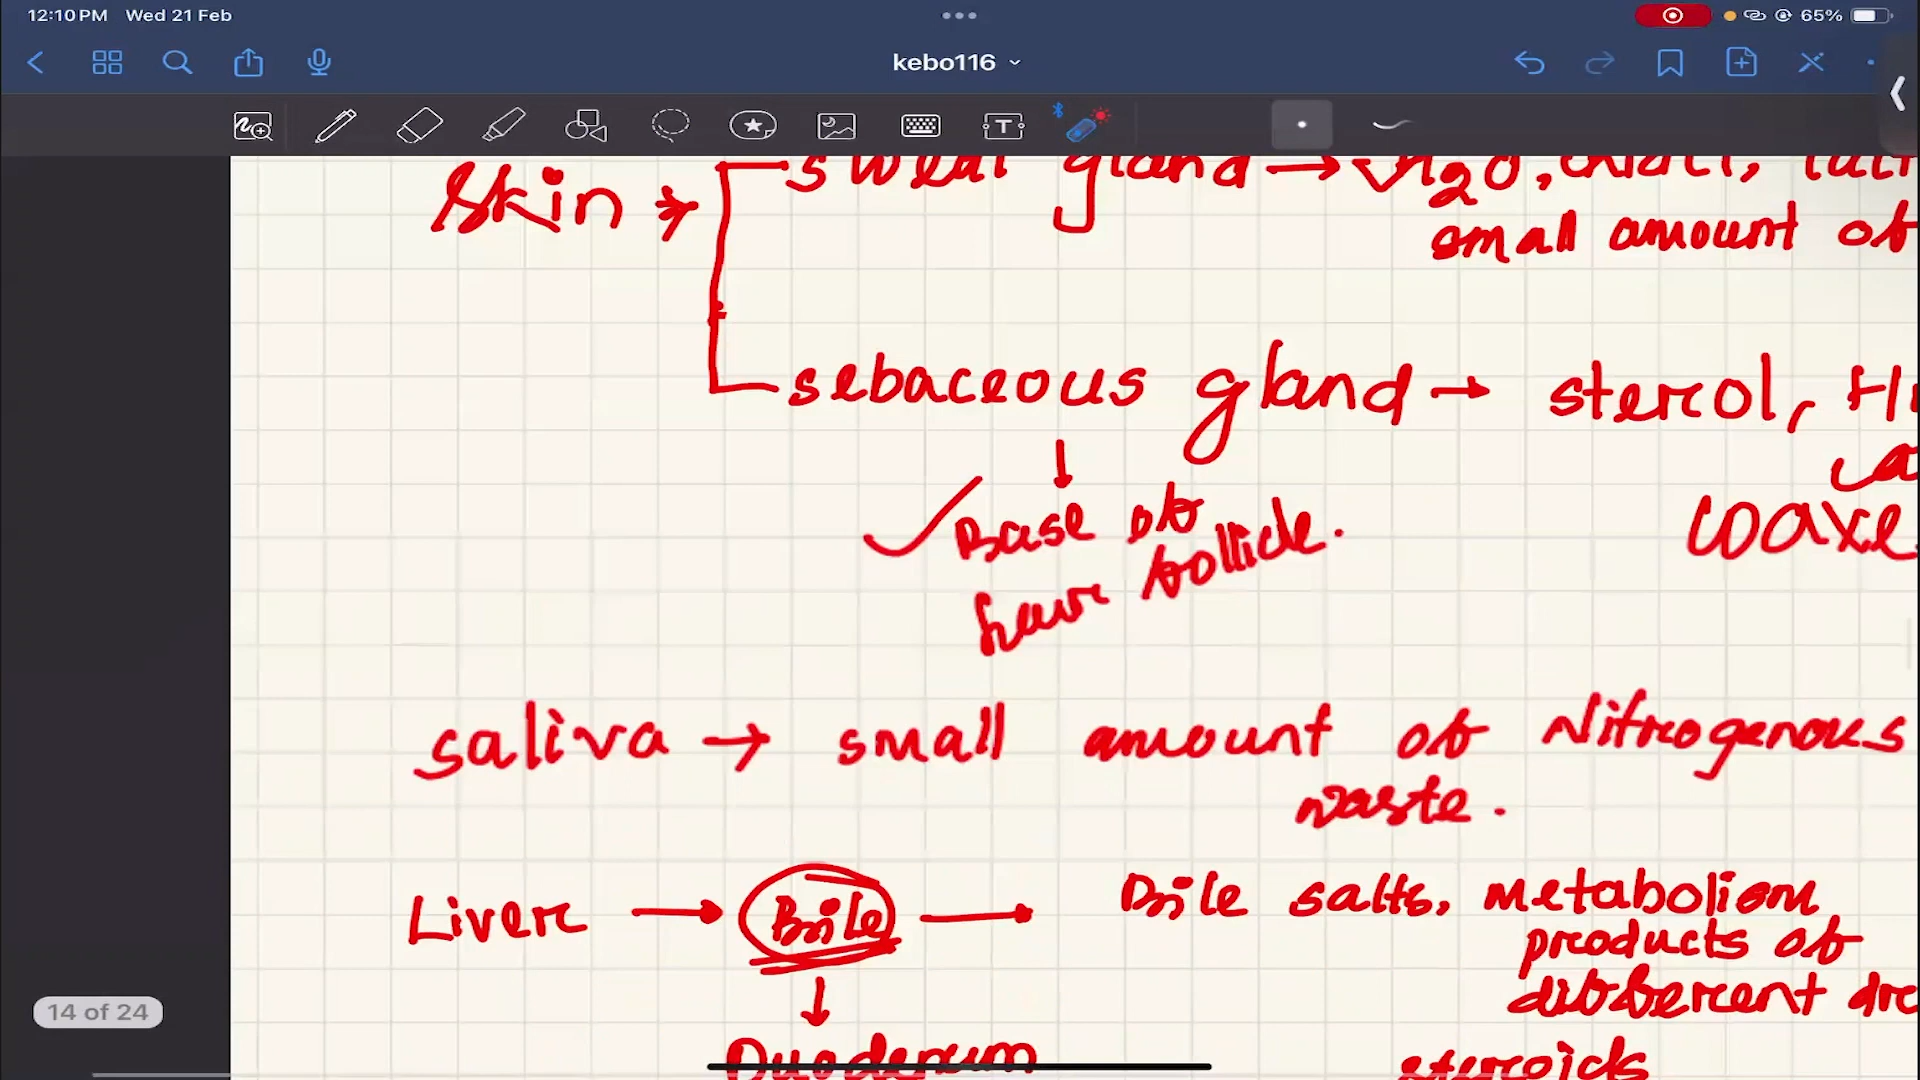 12:10 PM Wed 21 Feb
65%
kebo116
skin
sweat gland → H2O,
small amount of
sebaceous gland → sterol,
Base of
hair follicle.
saliva → small amount of Nitrogenous
waste.
Liver → Bile → Bile salts, metabolism
products of
different
Duodenum
steroids
14 of 24